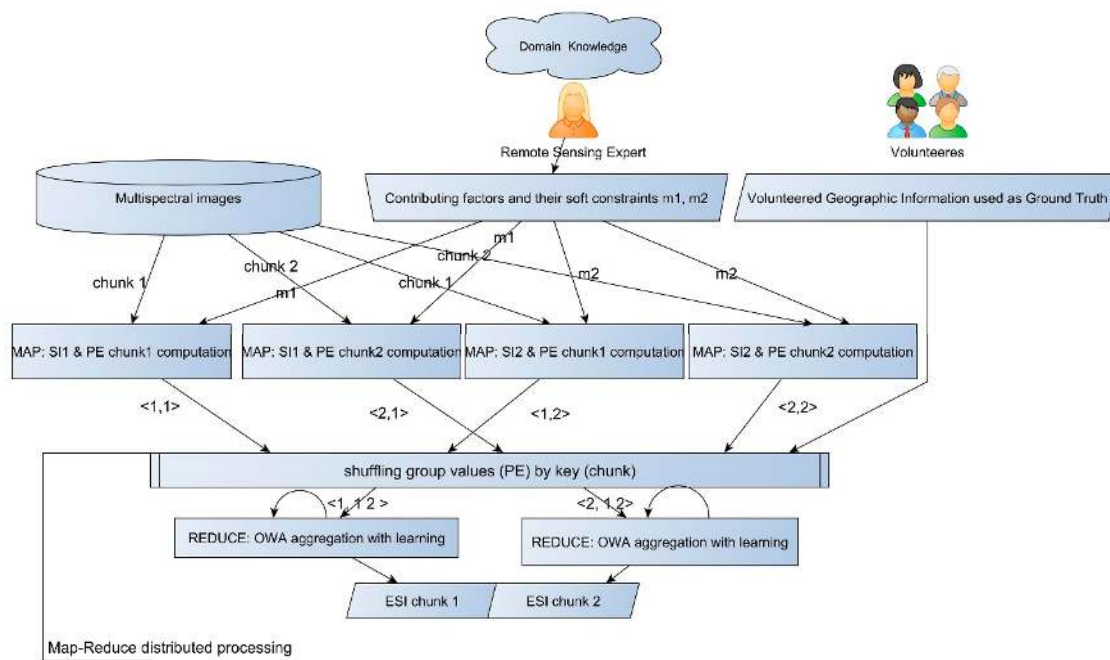 Domain Knowledge
Remote Sensing Expert
Volunteeres
Multispectral images
Contributing factors and their soft constraints m1, m2
Volunteered Geographic Information used as Ground Truth
m1
chunk 2
chunk 2
chunk 1
m1
chunk 1
m2
m2
MAP: SI1 & PE chunk1 computation
MAP: SI1 & PE chunk2 computation
MAP: SI2 & PE chunk1 computation
MAP: SI2 & PE chunk2 computation
<1,1>
<2,1>
<1,2>
<2,2>
shuffling group values (PE) by key (chunk)
<1, 1 2 >
<2, 1 2>
REDUCE: OWA aggregation with learning
REDUCE: OWA aggregation with learning
ESI chunk 1
ESI chunk 2
Map-Reduce distributed processing